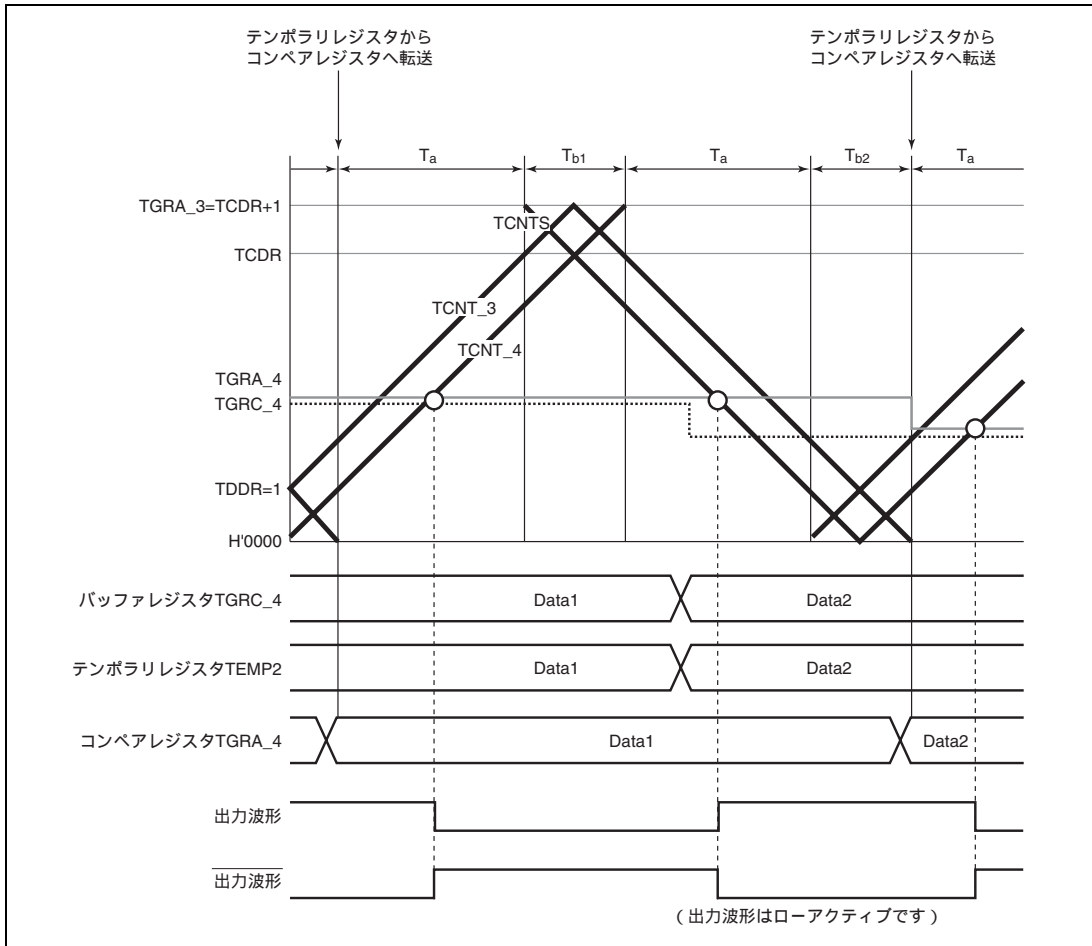 テンポラリレジスタから
コンペアレジスタへ転送
テンポラリレジスタから
コンペアレジスタへ転送
Ta
Tb1
Ta
Tb2
Ta
TGRA_3=TCDR+1
TCNTS
TCDR
TCNT_3
TCNT_4
TGRA_4
TGRC_4
TDDR=1
H'0000
バッファレジスタTGRC_4
Data1
Data2
テンポラリレジスタTEMP2
Data1
Data2
コンペアレジスタTGRA_4
Data1
Data2
出力波形
出力波形
（出力波形はローアクティブです）